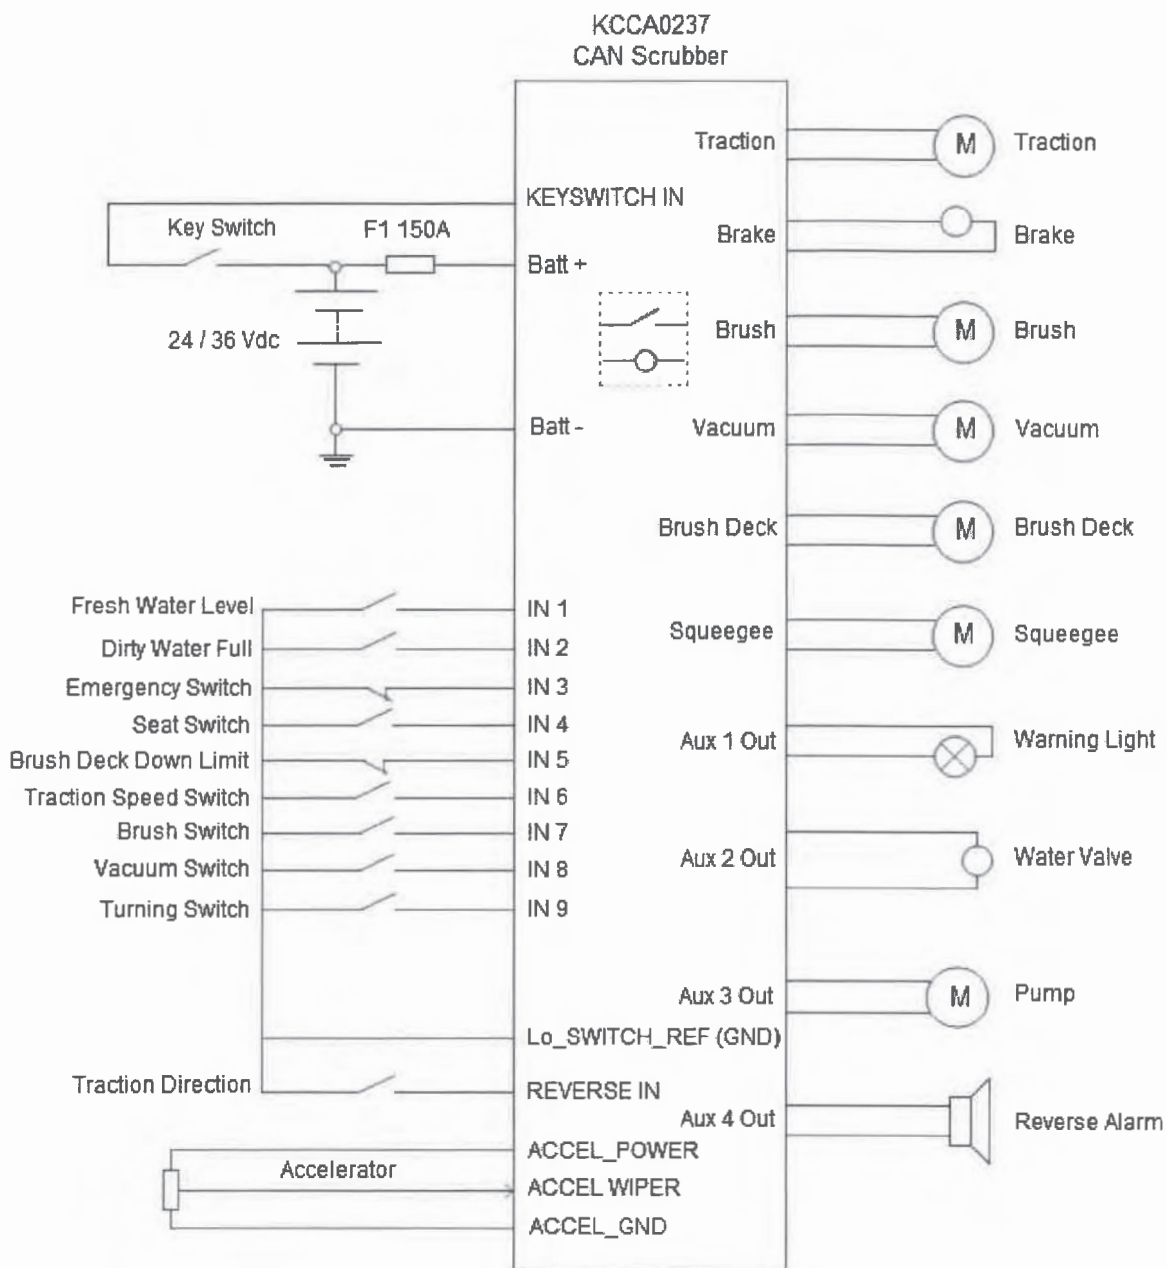 KCCA0237
CAN Scrubber
Traction
M
Traction
KEYSWITCH IN
Key Switch
F1 150A
Brake
Brake
Batt +
Brush
M
Brush
24 / 36 Vdc
Batt -
Vacuum
M
Vacuum
Brush Deck
M
Brush Deck
Fresh Water Level
IN 1
Squeegee
M
Squeegee
Dirty Water Full
IN 2
Emergency Switch
IN 3
Seat Switch
IN 4
Aux 1 Out
Warning Light
Brush Deck Down Limit
IN 5
Traction Speed Switch
IN 6
Brush Switch
IN 7
Aux 2 Out
Water Valve
Vacuum Switch
IN 8
Turning Switch
IN 9
Aux 3 Out
M
Pump
Lo_SWITCH_REF (GND)
Traction Direction
REVERSE IN
Aux 4 Out
Reverse Alarm
ACCEL_POWER
Accelerator
ACCEL WIPER
ACCEL_GND